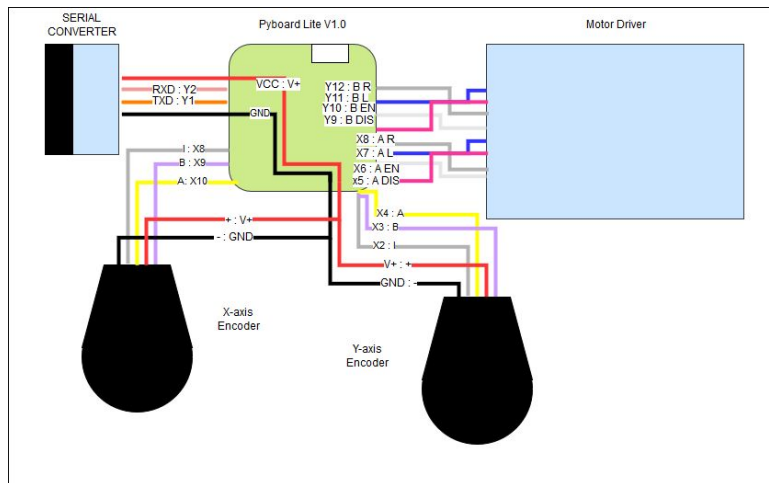 SERIAL
CONVERTER
Pyboard Lite V1.0
Motor Driver
VCC : V+
RXD : Y2
TXD : Y1
GND
Y12 : B R
Y11 : B L
Y10 : B EN
Y9 : B DIS
I : X8
B : X9
A: X10
X8 : A R
X7 : A L
X6 : A EN
x5 : A DIS
+ : V+
- : GND
X4 : A
X3 : B
X2 : I
V+ : +
GND : -
X-axis
Encoder
Y-axis
Encoder